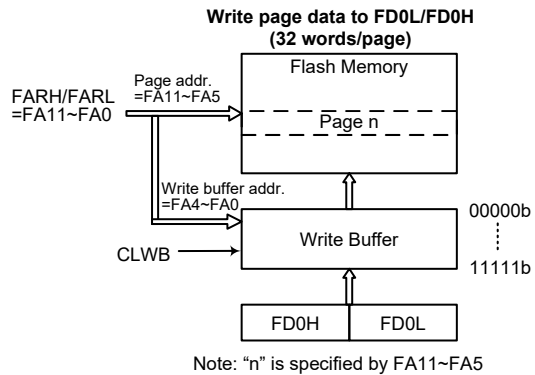 Write page data to FD0L/FD0H
(32 words/page)
Flash Memory
Page addr.
=FA11~FA5
FARH/FARL
=FA11~FA0
Page n
Write buffer addr.
=FA4~FA0
00000b
Write Buffer
CLWB
11111b
FD0H
FD0L
Note: “n” is specified by FA11~FA5